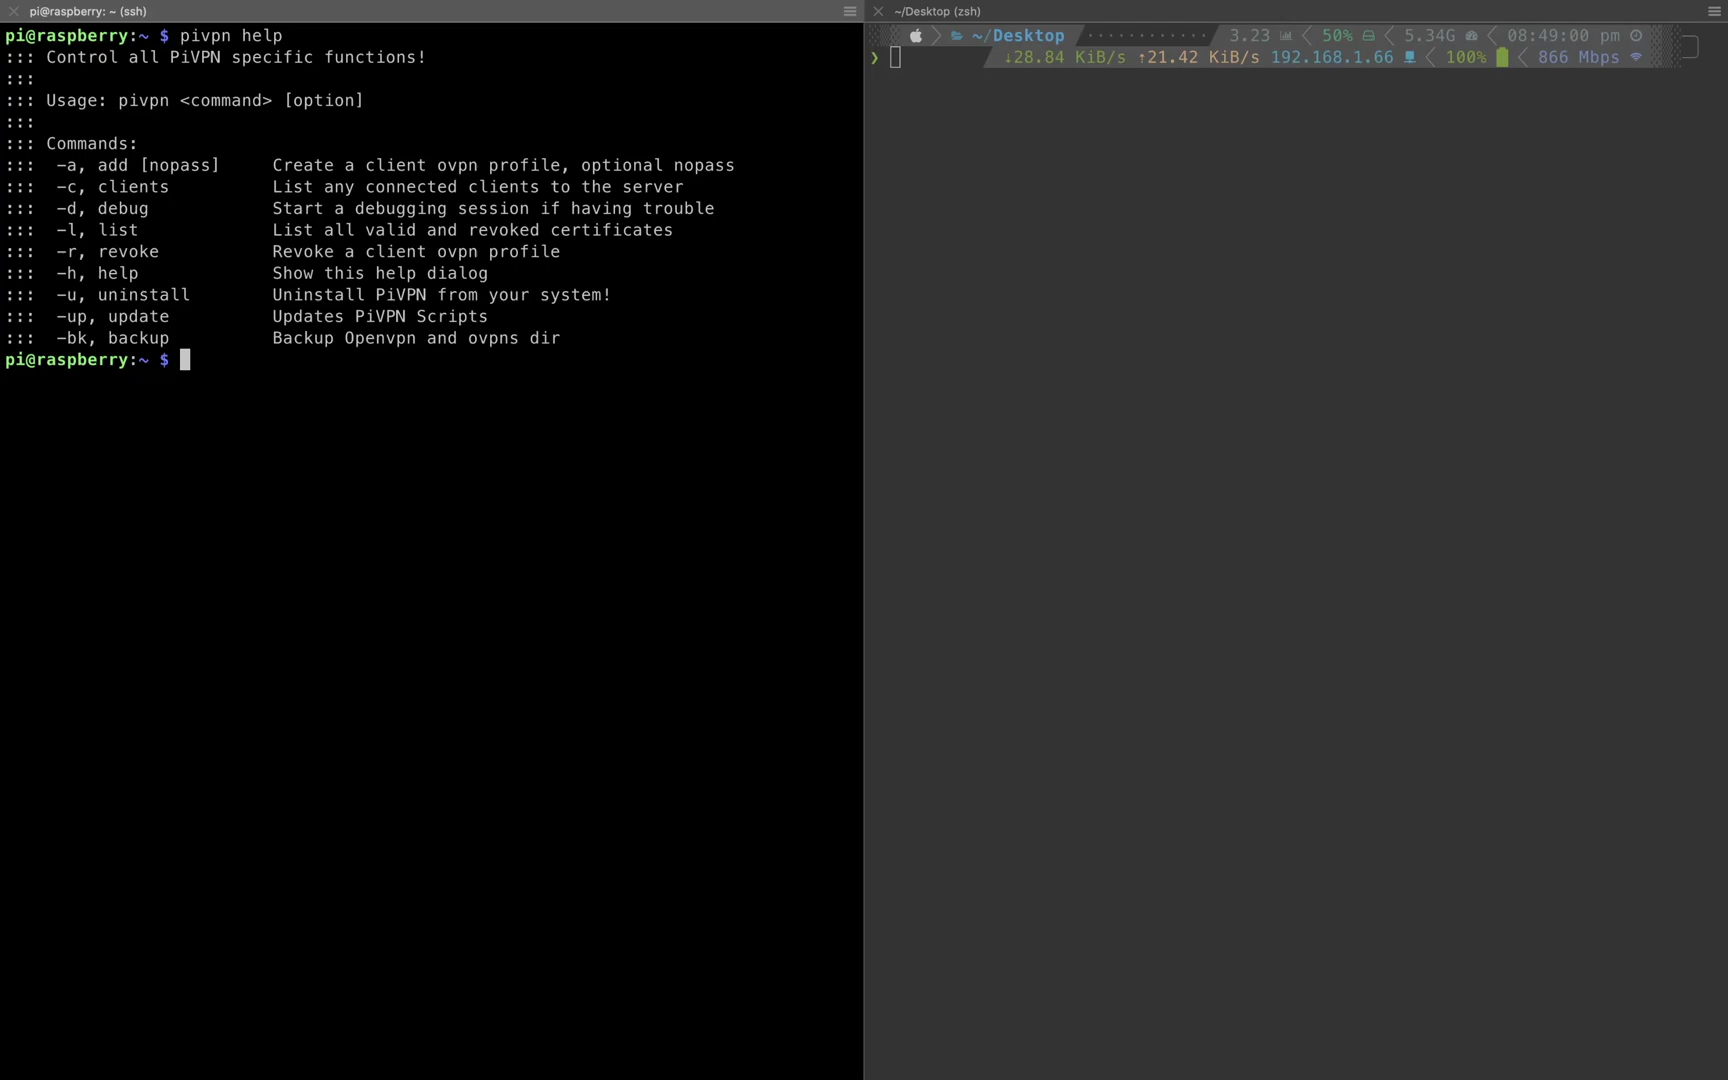 pi@raspberry: ~ (ssh)
pi@raspberry:~ $ pivpn help
::: Control all PiVPN specific functions!
:::
::: Usage: pivpn <command> [option]
:::
::: Commands:
:::  -a, add [nopass]     Create a client ovpn profile, optional nopass
:::  -c, clients          List any connected clients to the server
:::  -d, debug            Start a debugging session if having trouble
:::  -l, list             List all valid and revoked certificates
:::  -r, revoke           Revoke a client ovpn profile
:::  -h, help             Show this help dialog
:::  -u, uninstall        Uninstall PiVPN from your system!
:::  -up, update          Updates PiVPN Scripts
:::  -bk, backup          Backup Openvpn and ovpns dir
pi@raspberry:~ $
~/Desktop (zsh)
~/Desktop ············ 3.23 50% 5.34G 08:49:00 pm
❯ ↓28.84 KiB/s ↑21.42 KiB/s 192.168.1.66 100% 866 Mbps